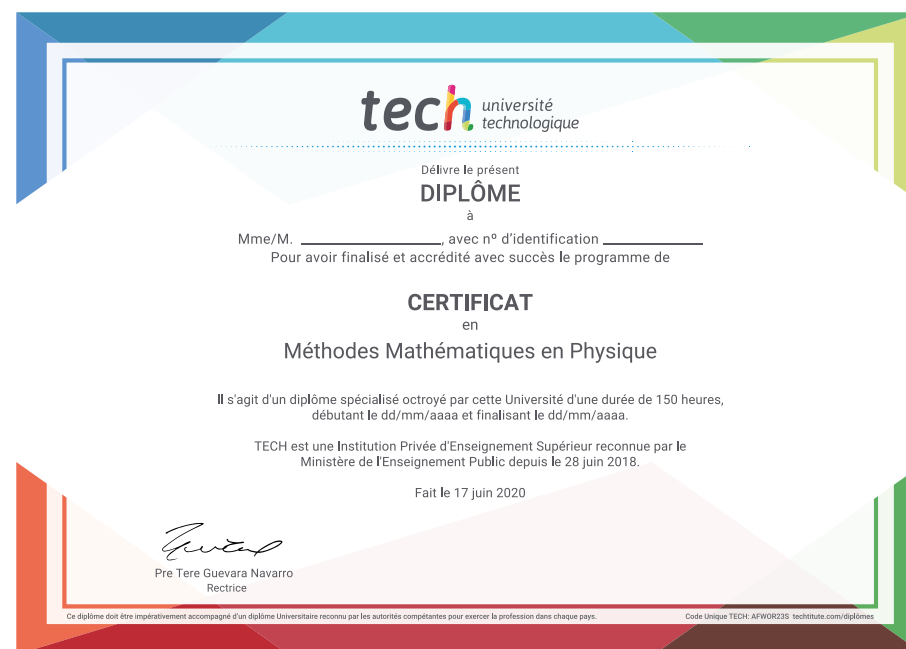 tech université
technologique
Délivre le présent
DIPLÔME
à
Mme/M. ____________________, avec nº d'identification ______________
Pour avoir finalisé et accrédité avec succès le programme de
CERTIFICAT
en
Méthodes Mathématiques en Physique
Il s'agit d'un diplôme spécialisé octroyé par cette Université d'une durée de 150 heures,
débutant le dd/mm/aaaa et finalisant le dd/mm/aaaa.
TECH est une Institution Privée d'Enseignement Supérieur reconnue par le
Ministère de l'Enseignement Public depuis le 28 juin 2018.
Fait le 17 juin 2020
Pre Tere Guevara Navarro
Rectrice
Ce diplôme doit être impérativement accompagné d'un diplôme Universitaire reconnu par les autorités compétantes pour exercer la profession dans chaque pays.
Code Unique TECH: AFWOR23S techtitute.com/diplômes